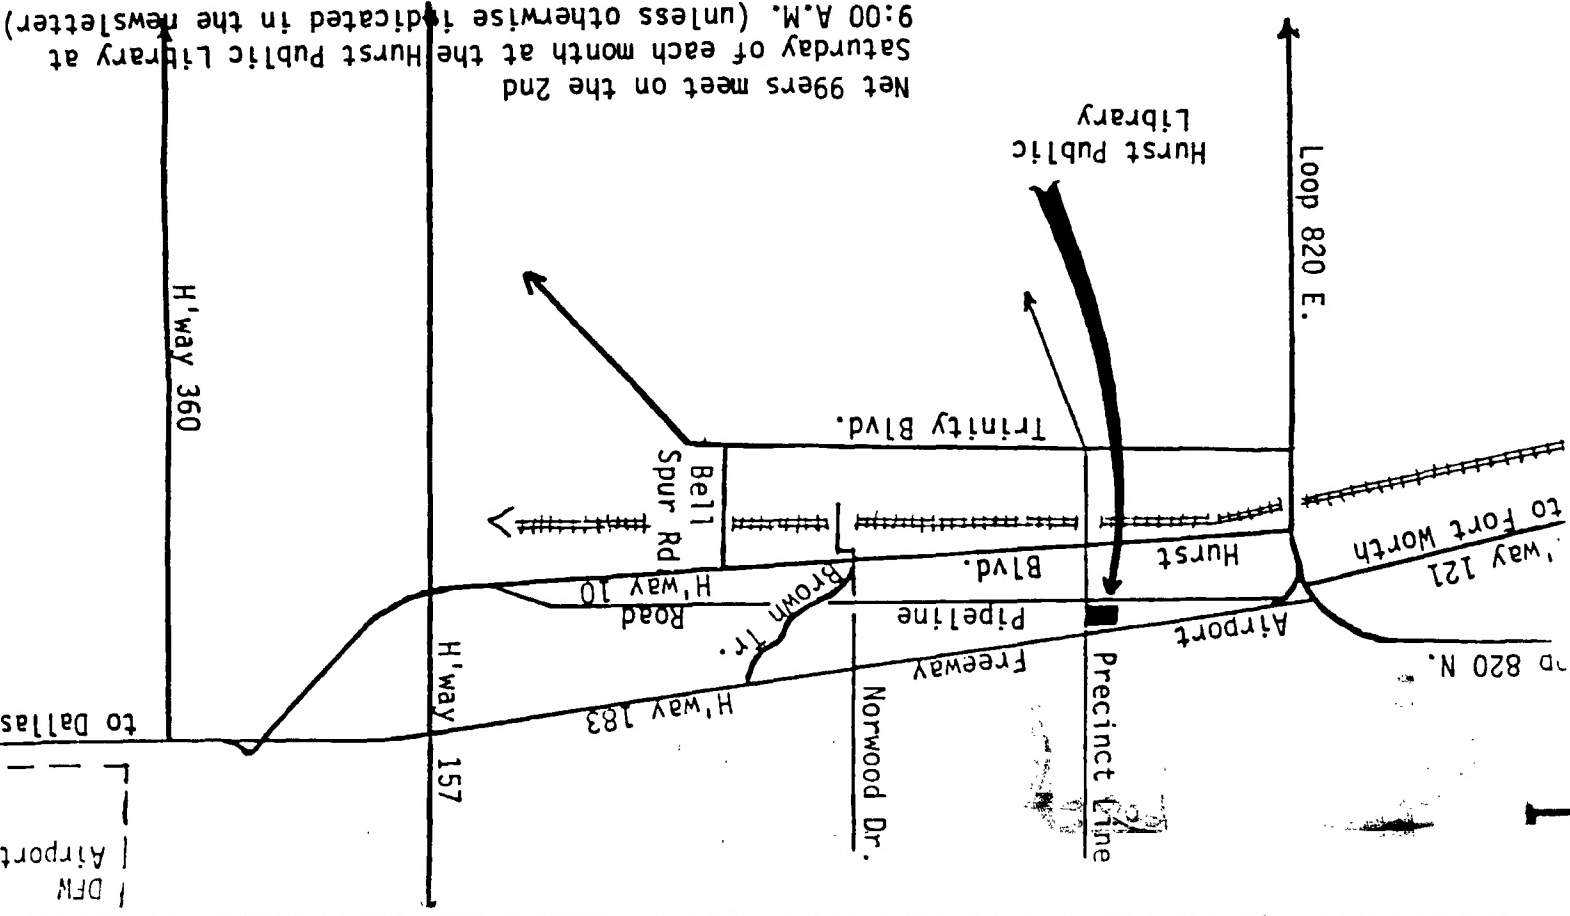 DFW
Airport
to Dallas
H'way 360
H'way 157
H'way 183
Airport
Freeway
Precinct Line
Norwood Dr.
820 N.
'way 121
to Fort Worth
Pipeline
Road
Brown Tr.
Hurst
Blvd.
H'way 10
Bell
Spur Rd
Trinity Blvd.
Loop 820 E.
Hurst Public
Library
Net 99ers meet on the 2nd
Saturday of each month at the Hurst Public Library at
9:00 A.M. (unless otherwise indicated in the newsletter)